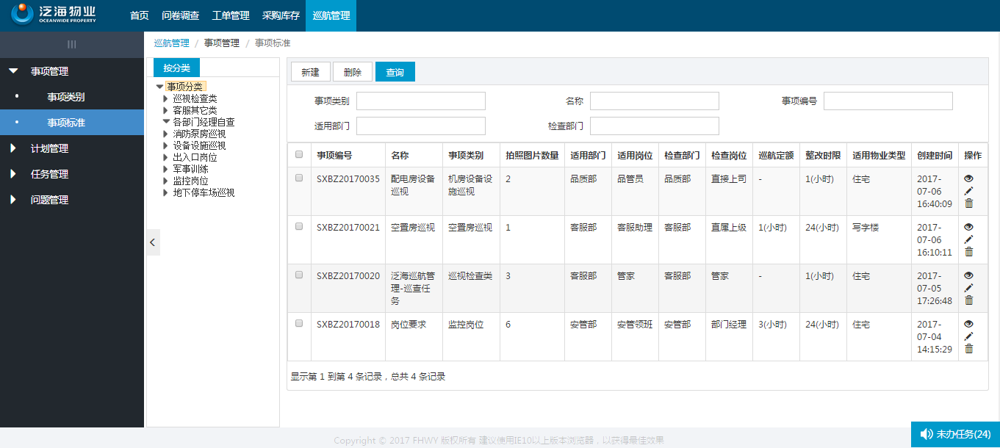 泛海物业
OCEANWIDE PROPERTY
首页 问卷调查 工单管理 采购库存 巡航管理
巡航管理 / 事项管理 / 事项标准
事项管理
事项类别
事项标准
计划管理
任务管理
问题管理
按分类
事项分类
巡视检查类
客服其它类
各部门经理自查
消防泵房巡视
设备设施巡视
出入口岗位
军事训练
监控岗位
地下停车场巡视
新建 删除 查询
事项类别 名称 事项编号
适用部门 检查部门
事项编号 名称 事项类别 拍照图片数量 适用部门 适用岗位 检查部门 检查岗位 巡航定额 整改时限 适用物业类型 创建时间 操作
SXBZ20170035 配电房设备 机房设备设 2 品质部 品管员 品质部 直接上司 - 1(小时) 住宅 2017-
巡视 施巡视 07-06
16:40:09
SXBZ20170021 空置房巡视 空置房巡视 1 客服部 客服助理 客服部 直属上级 1(小时) 24(小时) 写字楼 2017-
07-06
16:10:11
SXBZ20170020 泛海巡航管 巡视检查类 3 客服部 管家 客服部 管家 - 1(小时) 住宅 2017-
理-巡查任 07-05
务 17:26:48
SXBZ20170018 岗位要求 监控岗位 6 安管部 安管领班 安管部 部门经理 3(小时) 24(小时) 住宅 2017-
07-04
14:15:29
显示第 1 到第 4 条记录，总共 4 条记录
Copyright © 2017 FHWY 版权所有 建议使用IE10以上版本浏览器，以获得最佳效果
未办任务(24)